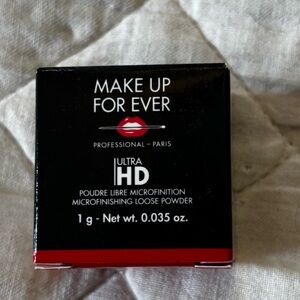 MAKE UP
FOR EVER
PROFESSIONAL – PARIS
ULTRA
HD
POUDRE LIBRE MICROFINITION
MICROFINISHING LOOSE POWDER
1 g - Net wt. 0.035 oz.